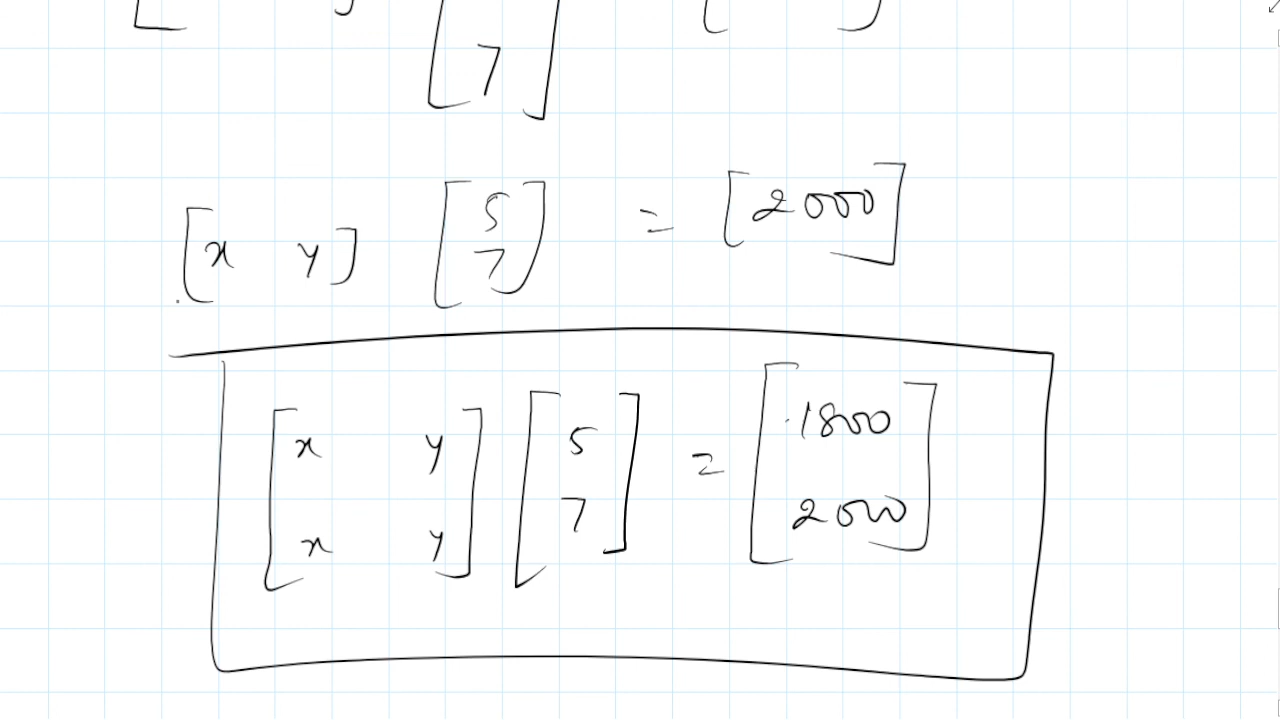 7
[x y] [5 7] = [2000]
[x y] [5] = [1800]
[x y] [7] [2000]